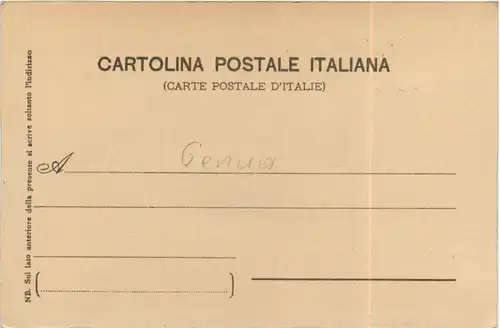 CARTOLINA POSTALE ITALIANA
(CARTE POSTALE D'ITALIE)
A Genua
NB. Sul lato anteriore della presente si scrive soltanto l'indirizzo